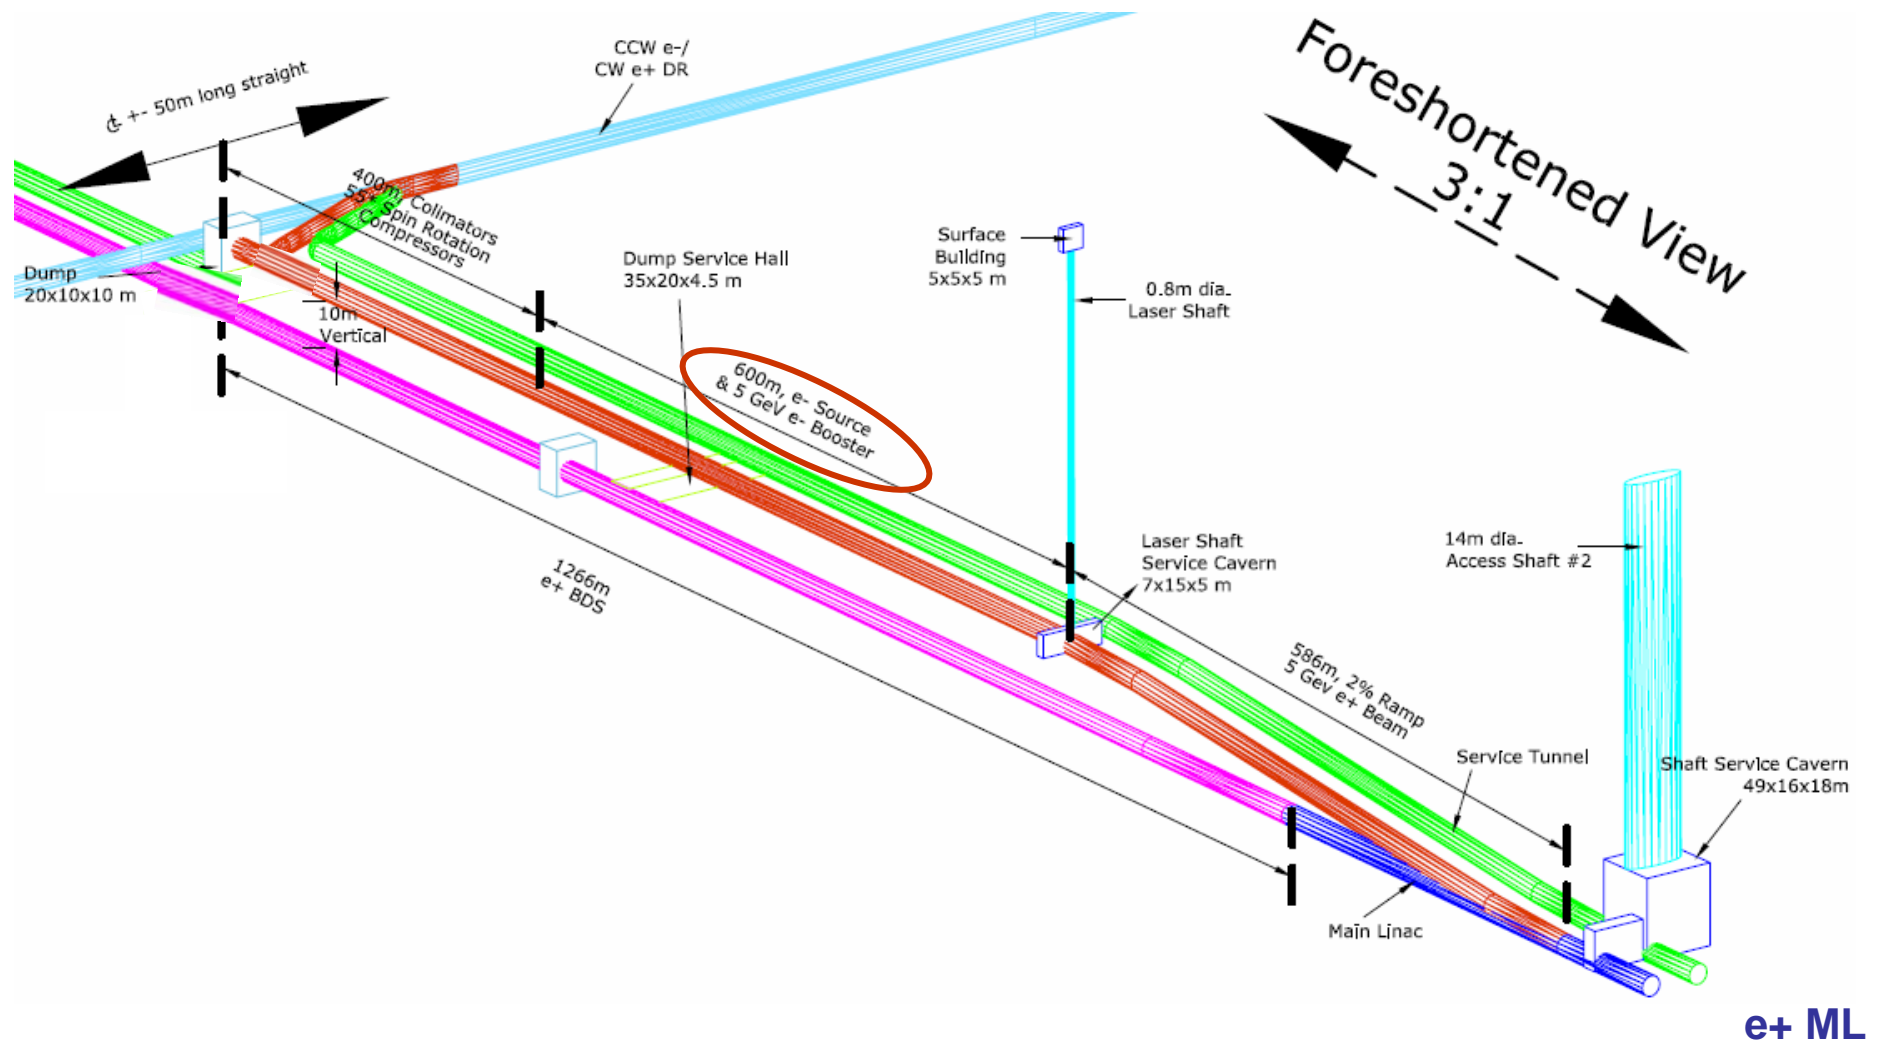 CCW e-/
CW e+ DR
℄ +- 50m long straight
Foreshortened View
3:1
400m, Colimators
55+ Spin Rotation
Compressors
Dump
20x10x10 m
10m
Vertical
Dump Service Hall
35x20x4.5 m
Surface
Building
5x5x5 m
0.8m dia.
Laser Shaft
600m, e- Source
& 5 GeV e- Booster
1266m
e+ BDS
Laser Shaft
Service Cavern
7x15x5 m
14m dia.
Access Shaft #2
586m, 2% Ramp
5 Gev e+ Beam
Service Tunnel
Shaft Service Cavern
49x16x18m
Main Linac
e+ ML